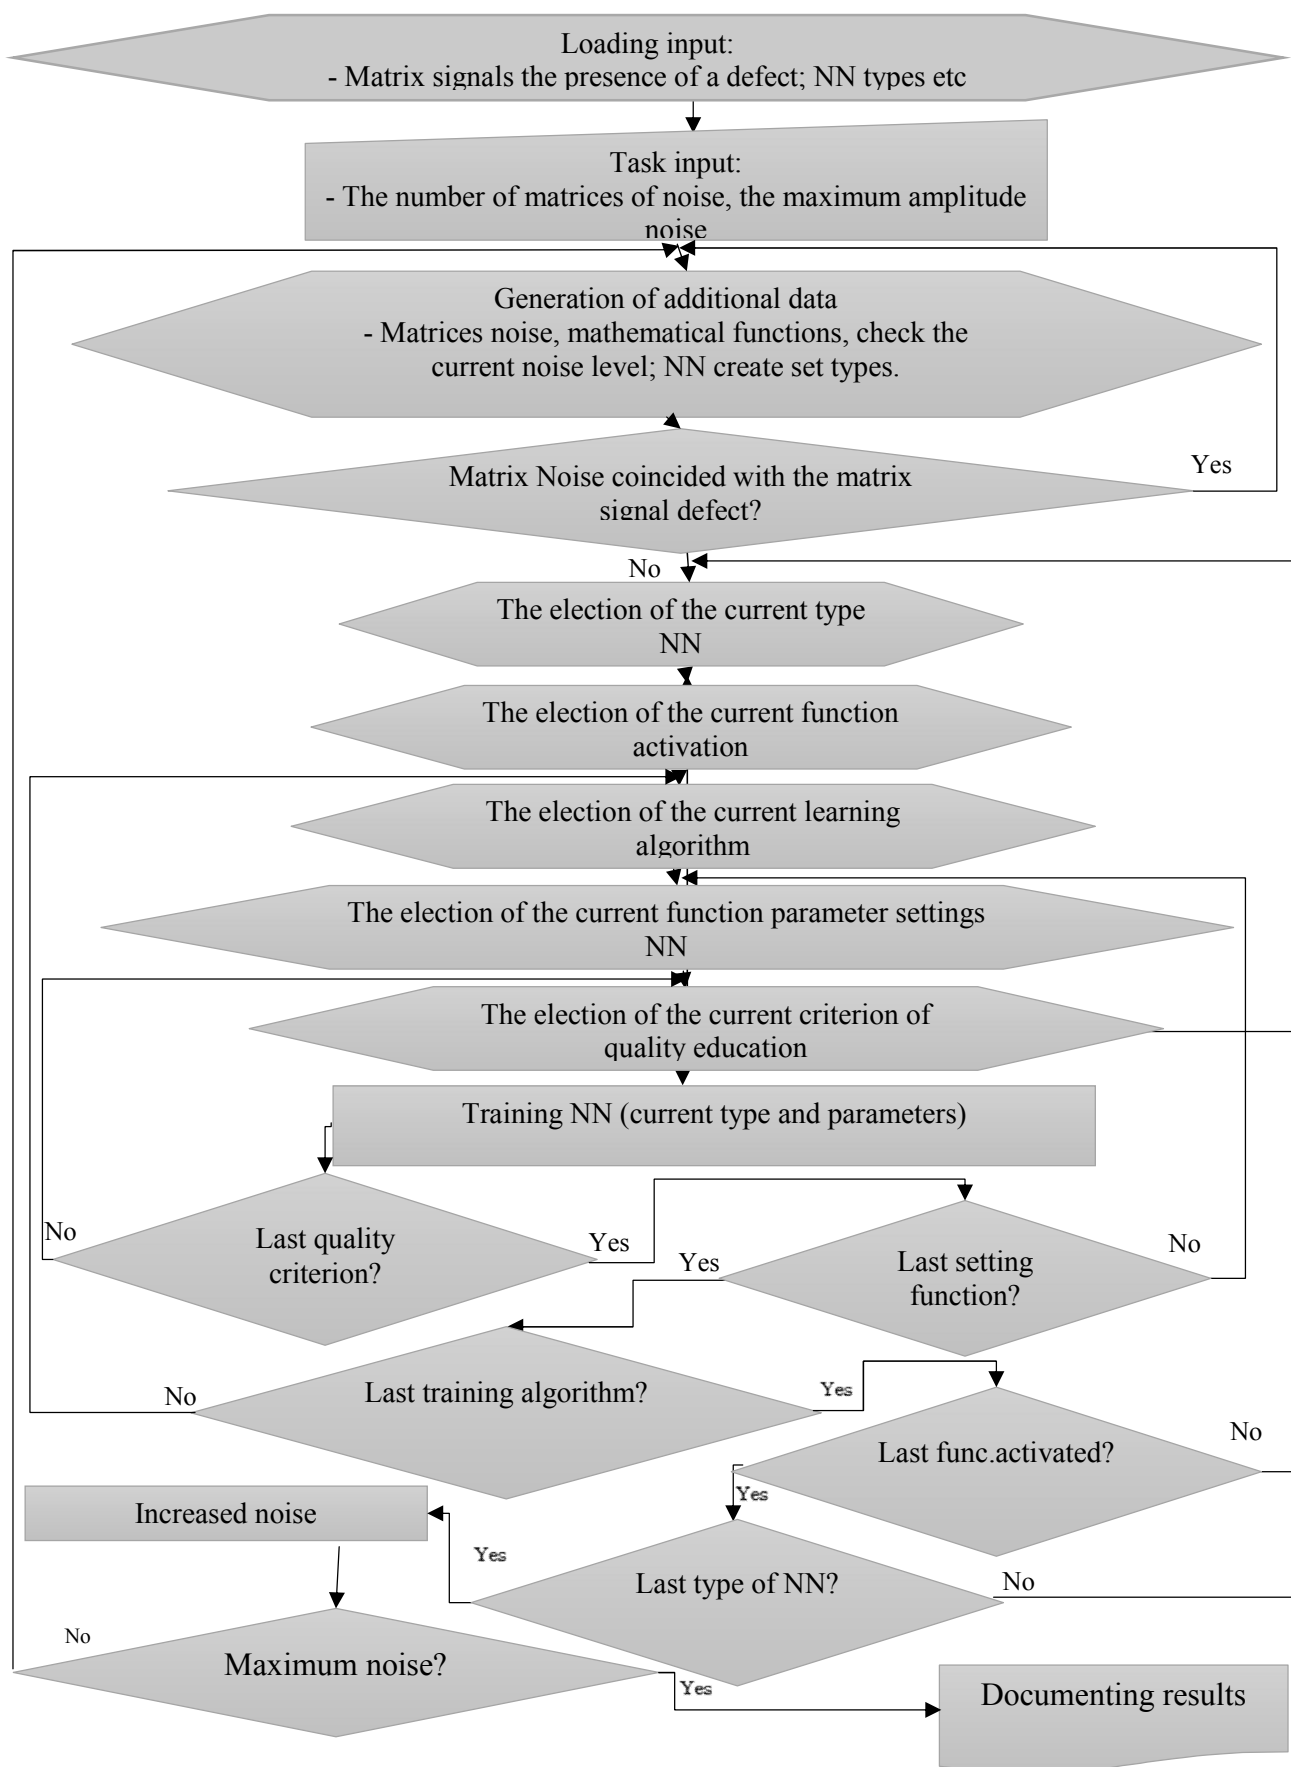 Loading input:
- Matrix signals the presence of a defect; NN types etc
Task input:
- The number of matrices of noise, the maximum amplitude
noise
Generation of additional data
- Matrices noise, mathematical functions, check the
current noise level; NN create set types.
Matrix Noise coincided with the matrix
signal defect?
Yes
No
The election of the current type
NN
The election of the current function
activation
The election of the current learning
algorithm
The election of the current function parameter settings
NN
The election of the current criterion of
quality education
Training NN (current type and parameters)
No
Last quality
criterion?
Yes
Yes
Last setting
function?
No
No
Last training algorithm?
Yes
Last func.activated?
No
Yes
Increased noise
Yes
Last type of NN?
No
No
Maximum noise?
Yes
Documenting results